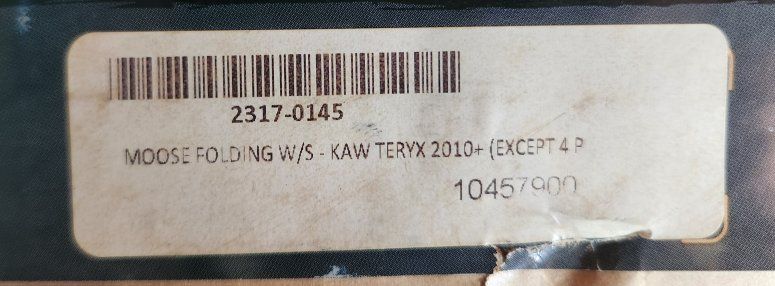 2317-0145
MOOSE FOLDING W/S - KAW TERYX 2010+ (EXCEPT 4 P
10457900